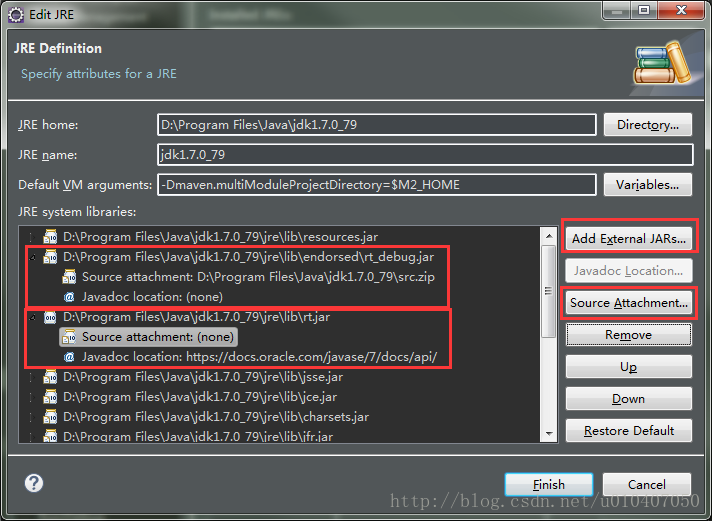 Edit JRE
JRE Definition
Specify attributes for a JRE
JRE home:
D:\Program Files\Java\jdk1.7.0_79
Directory...
JRE name:
jdk1.7.0_79
Default VM arguments:
-Dmaven.multiModuleProjectDirectory=$M2_HOME
Variables...
JRE system libraries:
D:\Program Files\Java\jdk1.7.0_79\jre\lib\resources.jar
D:\Program Files\Java\jdk1.7.0_79\jre\lib\endorsed\rt_debug.jar
Source attachment: D:\Program Files\Java\jdk1.7.0_79\src.zip
Javadoc location: (none)
D:\Program Files\Java\jdk1.7.0_79\jre\lib\rt.jar
Source attachment: (none)
Javadoc location: https://docs.oracle.com/javase/7/docs/api/
D:\Program Files\Java\jdk1.7.0_79\jre\lib\jsse.jar
D:\Program Files\Java\jdk1.7.0_79\jre\lib\jce.jar
D:\Program Files\Java\jdk1.7.0_79\jre\lib\charsets.jar
D:\Program Files\Java\jdk1.7.0_79\jre\lib\jfr.jar
Add External JARs...
Javadoc Location...
Source Attachment...
Remove
Up
Down
Restore Default
Finish
Cancel
http://blog.csdn.net/u010407050